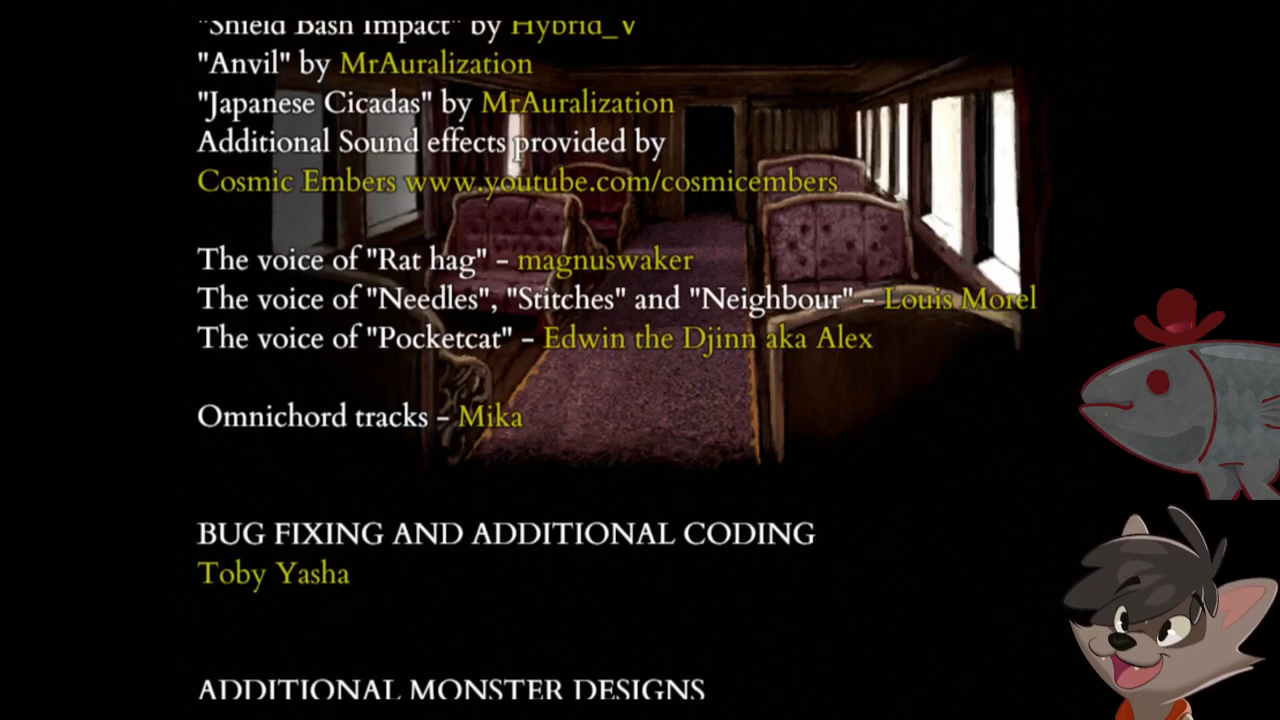 "Shield Bash Impact" by Hybrid_V
"Anvil" by MrAuralization
"Japanese Cicadas" by MrAuralization
Additional Sound effects provided by
Cosmic Embers www.youtube.com/cosmicembers
The voice of "Rat hag" - magnuswaker
The voice of "Needles", "Stitches" and "Neighbour" - Louis Morel
The voice of "Pocketcat" - Edwin the Djinn aka Alex
Omnichord tracks - Mika
BUG FIXING AND ADDITIONAL CODING
Toby Yasha
ADDITIONAL MONSTER DESIGNS